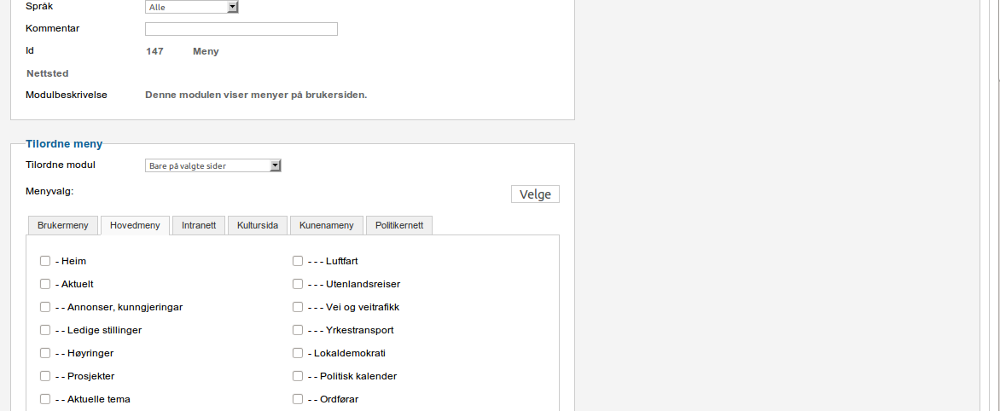 Språk Alle
Kommentar
Id 147 Meny
Nettsted
Modulbeskrivelse Denne modulen viser menyer på brukersiden.
Tilordne meny
Tilordne modul Bare på valgte sider
Menyvalg: Velge
Brukermeny Hovedmeny Intranett Kultursida Kunenameny Politikernett
- Heim - - - Luftfart
- Aktuelt - - - Utenlandsreiser
- - Annonser, kunngjeringar - - - Vei og veitrafikk
- - Ledige stillinger - - - Yrkestransport
- - Høyringer - Lokaldemokrati
- - Prosjekter - - Politisk kalender
- - Aktuelle tema - - Ordførar